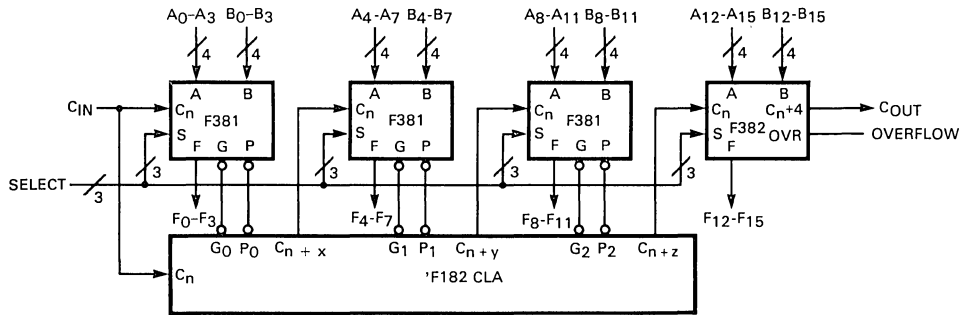 A0-A3 B0-B3 A4-A7 B4-B7 A8-A11 B8-B11 A12-A15 B12-B15
4 4 4 4 4 4 4 4
A B A B A B A B
CIN Cn Cn Cn Cn Cn+4 COUT
F381 F381 F381 F382
S S S S OVR OVERFLOW
F G P F G P F G P F
SELECT 3 3 3 3 3
F0-F3 F4-F7 F8-F11 F12-F15
G0 P0 Cn + x G1 P1 Cn+y G2 P2 Cn+z
Cn 'F182 CLA